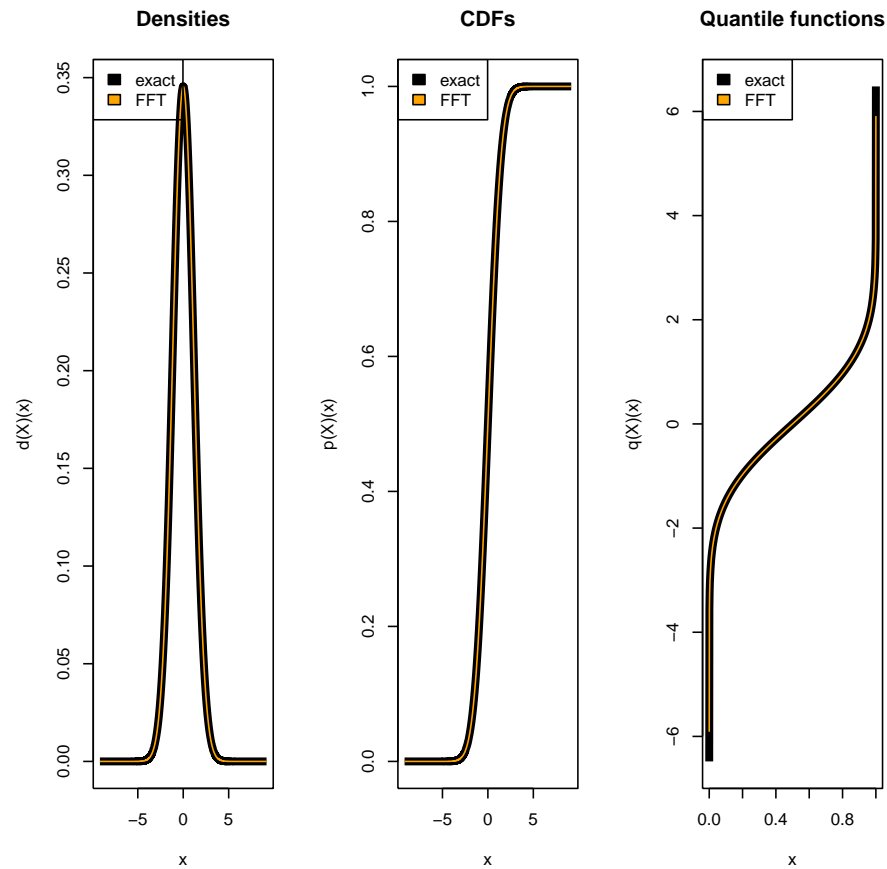 Densities
exact
FFT
0.35
0.30
0.25
0.20
0.15
0.10
0.05
0.00
d(X)(x)
−5 0 5
x
CDFs
exact
FFT
1.0
0.8
0.6
0.4
0.2
0.0
p(X)(x)
−5 0 5
x
Quantile functions
exact
FFT
6
4
2
0
−2
−4
−6
q(X)(x)
0.0 0.4 0.8
x